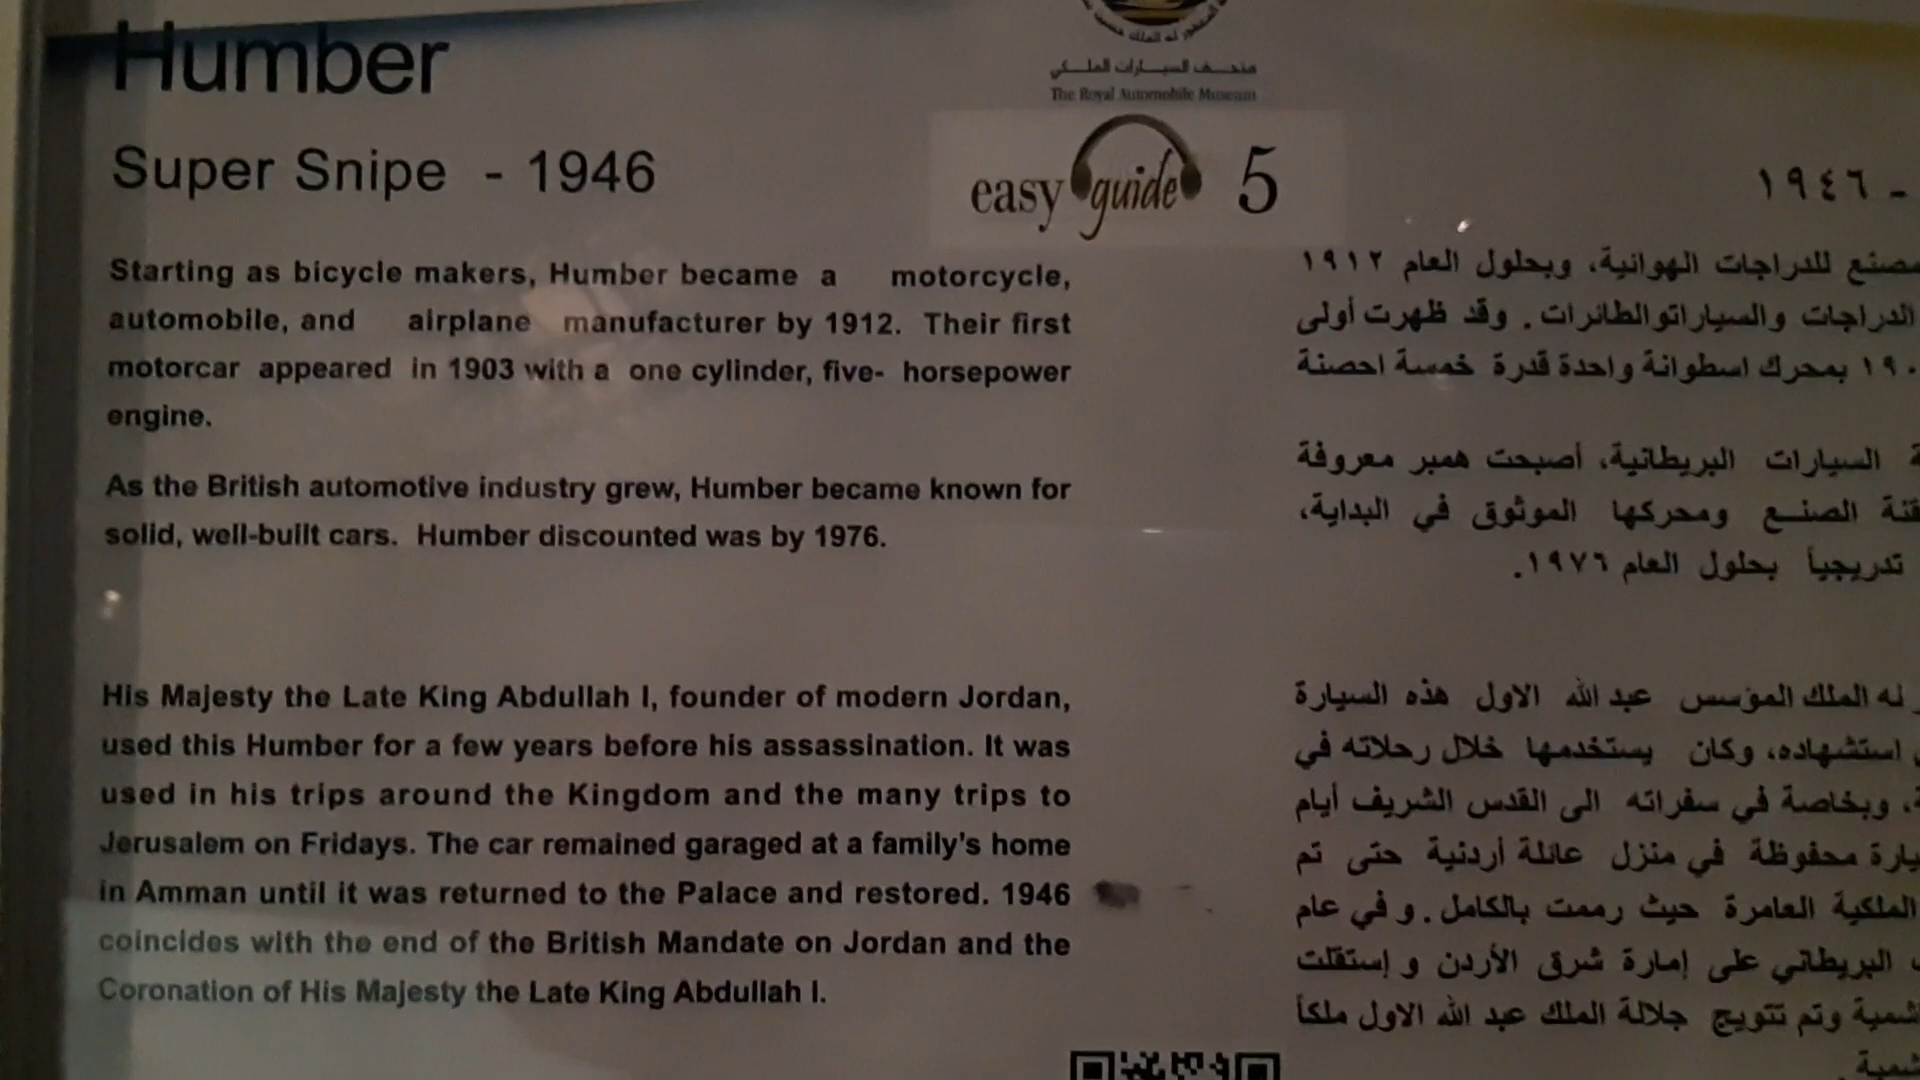 Humber
Super Snipe - 1946
Starting as bicycle makers, Humber became a motorcycle,
automobile, and airplane manufacturer by 1912. Their first
motorcar appeared in 1903 with a one cylinder, five- horsepower
engine.
As the British automotive industry grew, Humber became known for
solid, well-built cars. Humber discounted was by 1976.
His Majesty the Late King Abdullah I, founder of modern Jordan,
used this Humber for a few years before his assassination. It was
used in his trips around the Kingdom and the many trips to
Jerusalem on Fridays. The car remained garaged at a family's home
in Amman until it was returned to the Palace and restored. 1946
coincides with the end of the British Mandate on Jordan and the
Coronation of His Majesty the Late King Abdullah I.
متحف السيارات الملكي
The Royal Automobile Museum
easy guide 5
١٩٤٦ -
مصنع للدراجات الهوائية، وبحلول العام ١٩١٢
الدراجات والسياراتوالطائرات. وقد ظهرت أولى
بمحرك اسطوانة واحدة قدرة خمسة احصنة
السيارات البريطانية، أصبحت همبر معروفة
الصنع ومحركها الموثوق في البداية،
تدريجياً بحلول العام ١٩٧٦.
له الملك المؤسس عبد الله الاول هذه السيارة
استشهاده، وكان يستخدمها خلال رحلاته في
وبخاصة في سفراته الى القدس الشريف أيام
محفوظة في منزل عائلة أردنية حتى تم
الملكية العامرة حيث رممت بالكامل. و في عام
البريطاني على إمارة شرق الأردن و إستقلت
وتم تتويج جلالة الملك عبد الله الاول ملكاً